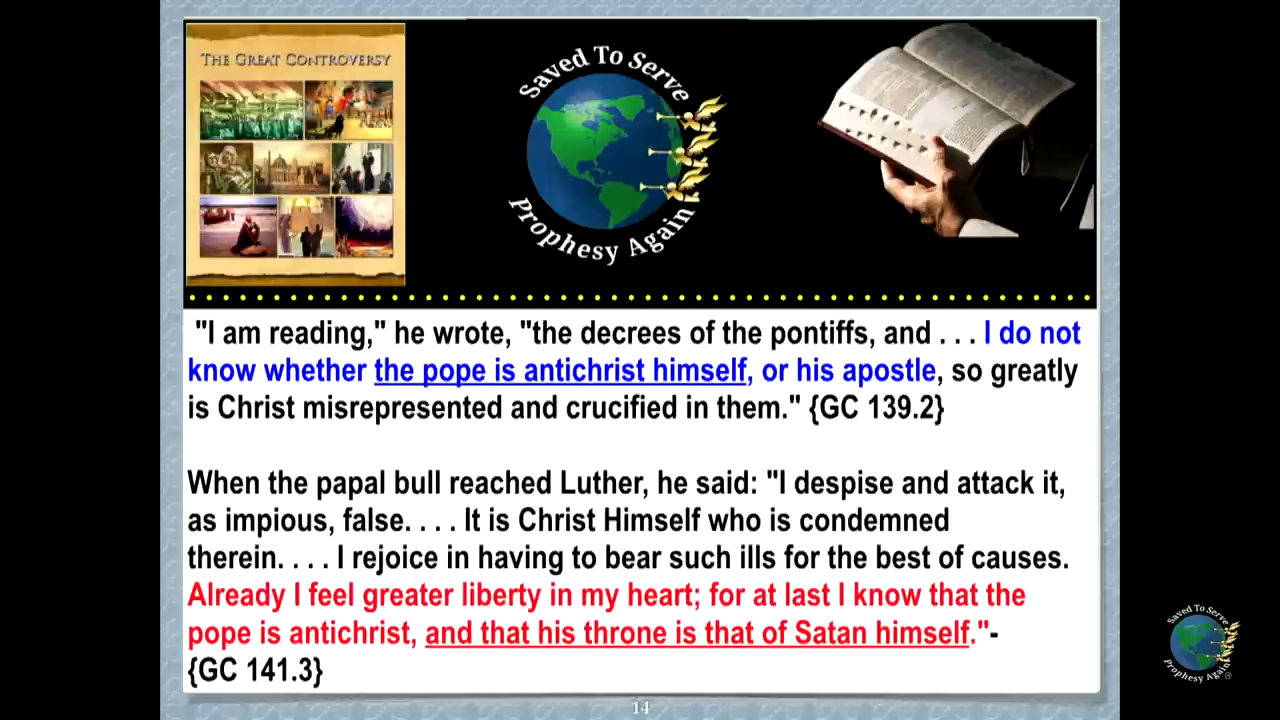 THE GREAT CONTROVERSY
Saved To Serve
Prophesy Again
"I am reading," he wrote, "the decrees of the pontiffs, and . . . I do not
know whether the pope is antichrist himself, or his apostle, so greatly
is Christ misrepresented and crucified in them." {GC 139.2}
When the papal bull reached Luther, he said: "I despise and attack it,
as impious, false. . . . It is Christ Himself who is condemned
therein. . . . I rejoice in having to bear such ills for the best of causes.
Already I feel greater liberty in my heart; for at last I know that the
pope is antichrist, and that his throne is that of Satan himself."-
{GC 141.3}
14
Saved To Serve
Prophesy Again